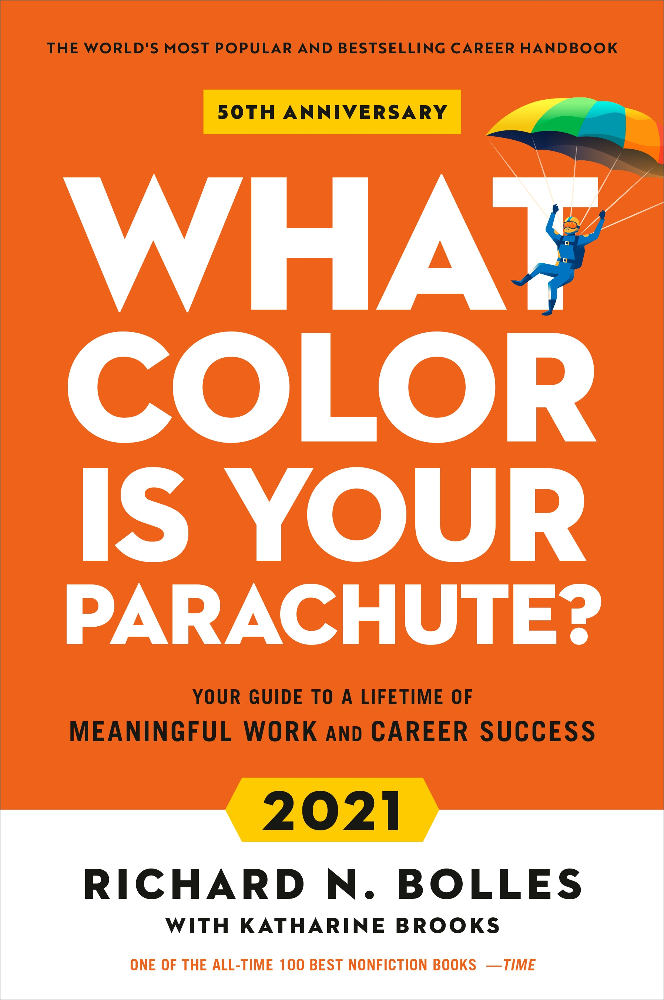 THE WORLD'S MOST POPULAR AND BESTSELLING CAREER HANDBOOK
50TH ANNIVERSARY
WHAT
COLOR
IS YOUR
PARACHUTE?
YOUR GUIDE TO A LIFETIME OF
MEANINGFUL WORK AND CAREER SUCCESS
2021
RICHARD N. BOLLES
WITH KATHARINE BROOKS
ONE OF THE ALL-TIME 100 BEST NONFICTION BOOKS —TIME